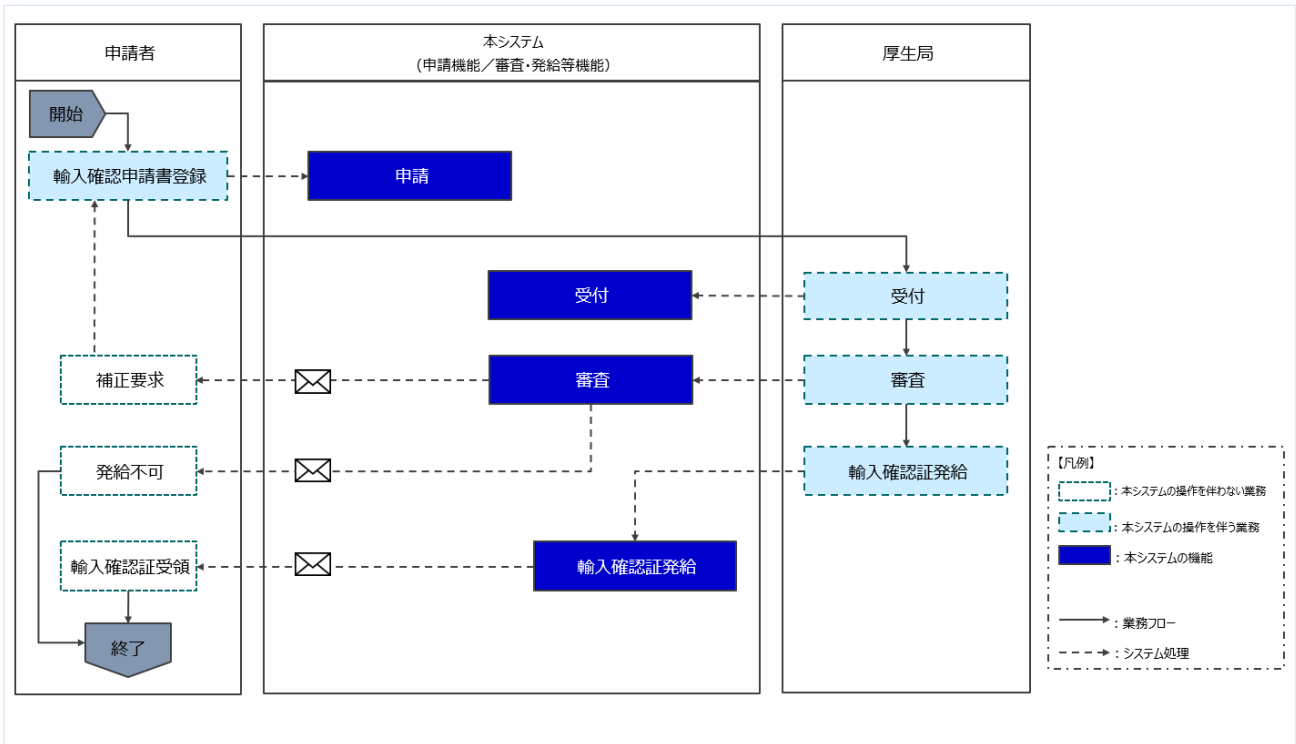 申請者
本システム
(申請機能／審査・発給等機能)
厚生局
開始
輸入確認申請書登録
申請
受付
受付
補正要求
審査
審査
発給不可
輸入確認証発給
輸入確認証受領
輸入確認証発給
終了
【凡例】
：本システムの操作を伴わない業務
：本システムの操作を伴う業務
：本システムの機能
：業務フロー
：システム処理